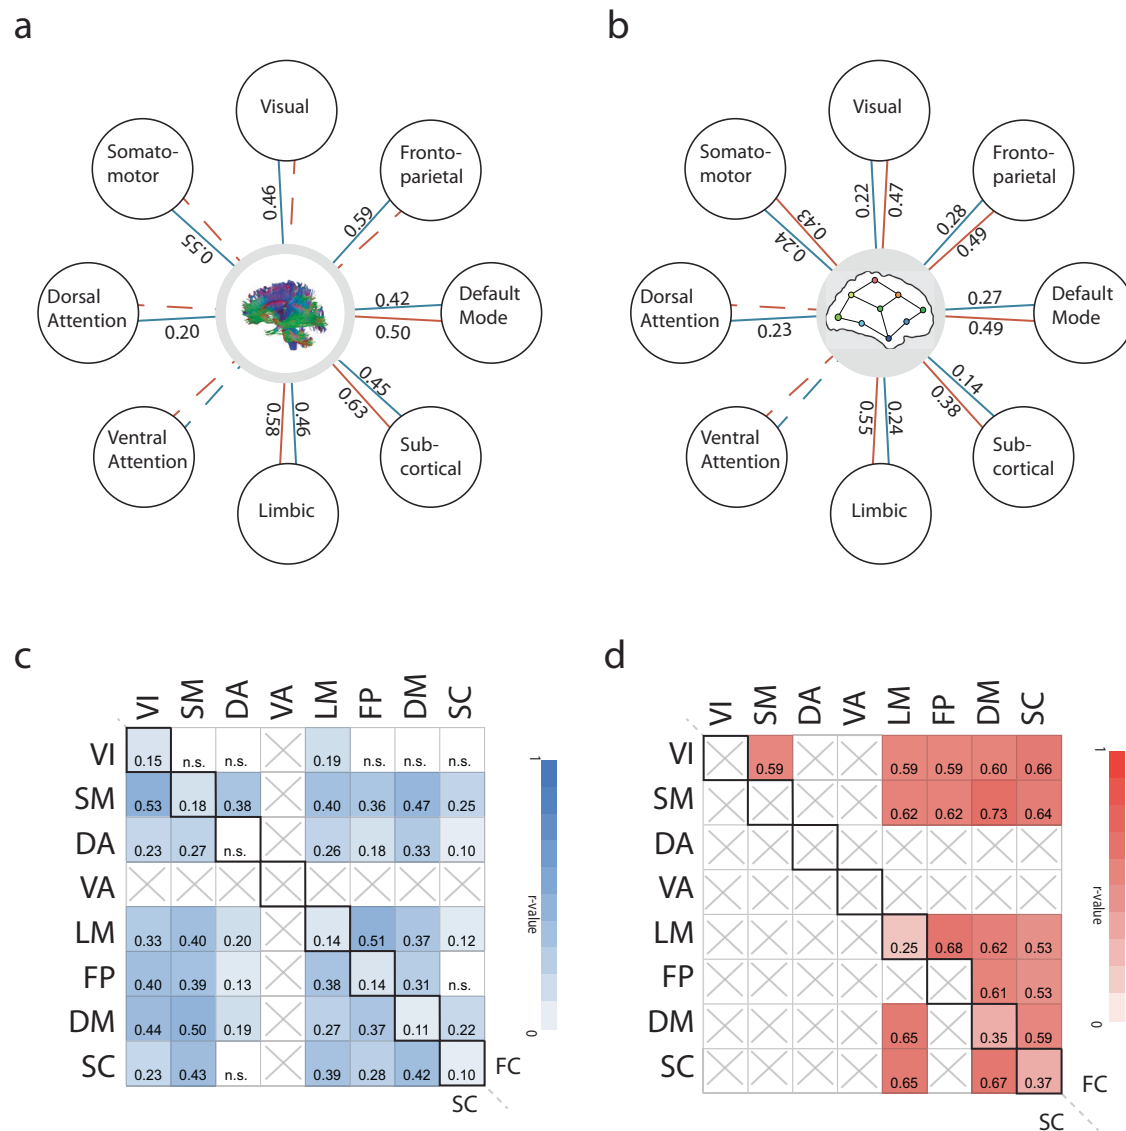 a
Visual
Somato-
motor
Fronto-
parietal
0.46
0.59
0.55
Dorsal
Attention
0.20
0.42
0.50
Default
Mode
0.45
0.63
0.58
0.46
Ventral
Attention
Sub-
cortical
Limbic
b
Visual
Somato-
motor
Fronto-
parietal
0.22
0.47
0.43
0.24
0.28
0.49
Dorsal
Attention
0.23
0.27
0.49
Default
Mode
0.14
0.38
0.55
0.24
Ventral
Attention
Sub-
cortical
Limbic
c
VI SM DA VA LM FP DM SC
VI 0.15 n.s. n.s. 0.19 n.s. n.s. n.s.
SM 0.53 0.18 0.38 0.40 0.36 0.47 0.25
DA 0.23 0.27 n.s. 0.26 0.18 0.33 0.10
VA
LM 0.33 0.40 0.20 0.14 0.51 0.37 0.12
FP 0.40 0.39 0.13 0.38 0.14 0.31 n.s.
DM 0.44 0.50 0.19 0.27 0.37 0.11 0.22
SC 0.23 0.43 n.s. 0.39 0.28 0.42 0.10
FC
SC
1
r-value
0
d
VI SM DA VA LM FP DM SC
VI 0.59 0.59 0.59 0.60 0.66
SM 0.62 0.62 0.73 0.64
DA
VA
LM 0.25 0.68 0.62 0.53
FP 0.61 0.53
DM 0.65 0.35 0.59
SC 0.65 0.67 0.37
FC
SC
1
r-value
0